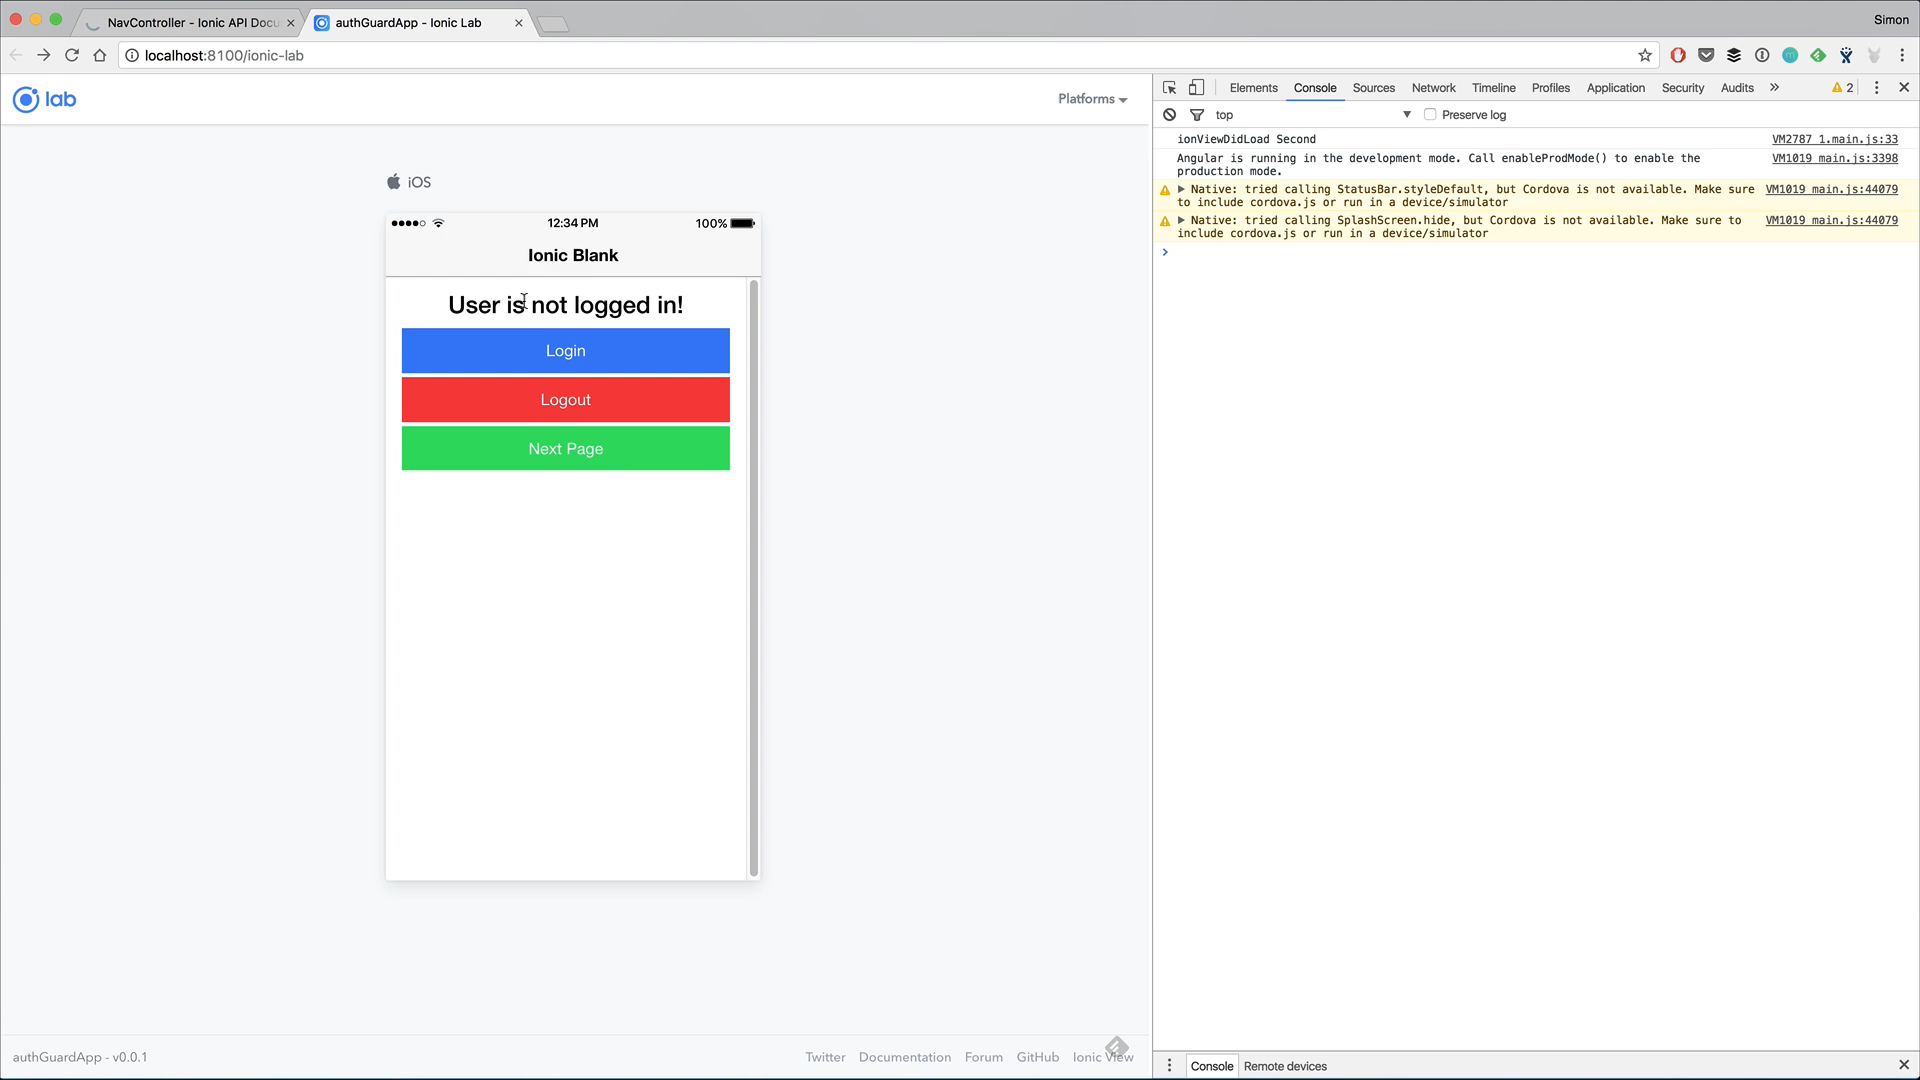 NavController - Ionic API Docu
authGuardApp - Ionic Lab
Simon
localhost:8100/ionic-lab
lab
Platforms
Elements
Console
Sources
Network
Timeline
Profiles
Application
Security
Audits
2
top
Preserve log
ionViewDidLoad Second
VM2787 1.main.js:33
Angular is running in the development mode. Call enableProdMode() to enable the
VM1019 main.js:3398
production mode.
Native: tried calling StatusBar.styleDefault, but Cordova is not available. Make sure
VM1019 main.js:44079
to include cordova.js or run in a device/simulator
Native: tried calling SplashScreen.hide, but Cordova is not available. Make sure to
VM1019 main.js:44079
include cordova.js or run in a device/simulator
iOS
12:34 PM
100%
Ionic Blank
User is not logged in!
Login
Logout
Next Page
authGuardApp - v0.0.1
Twitter
Documentation
Forum
GitHub
Ionic View
Console
Remote devices